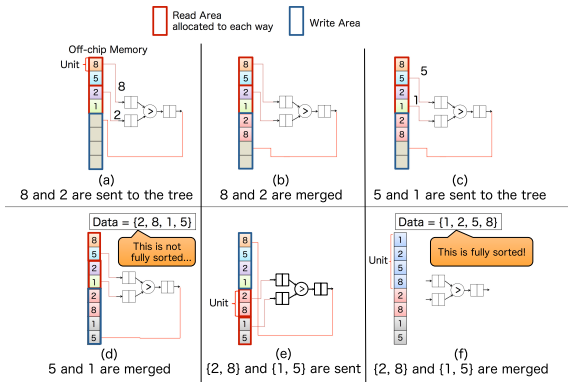 Read Area
allocated to each way
Write Area
Off-chip Memory
Unit
8
5
2
1
8
2
>
(a)
8 and 2 are sent to the tree
8
5
2
1
2
8
>
(b)
8 and 2 are merged
8
5
2
1
2
8
5
1
>
(c)
5 and 1 are sent to the tree
Data = {2, 8, 1, 5}
This is not
fully sorted...
8
5
2
1
2
8
1
5
>
(d)
5 and 1 are merged
8
5
2
1
2
8
1
5
Unit
>
(e)
{2, 8} and {1, 5} are sent
Data = {1, 2, 5, 8}
This is fully sorted!
Unit
1
2
5
8
2
8
1
5
>
(f)
{2, 8} and {1, 5} are merged